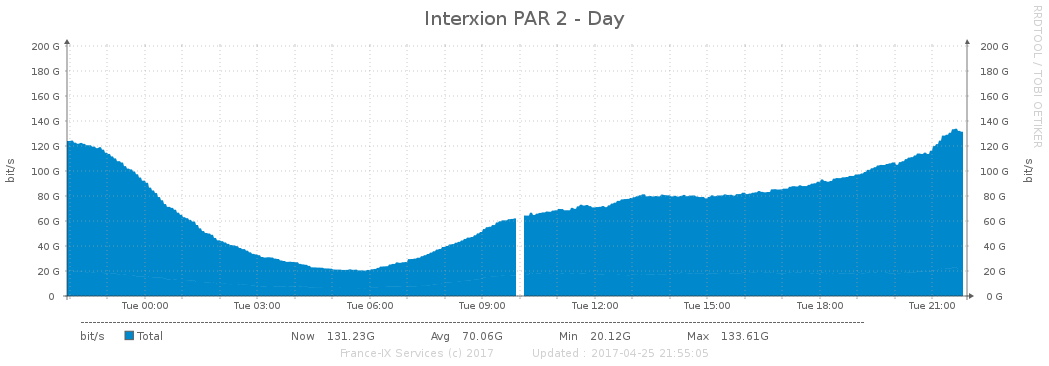 Interxion PAR 2 - Day
RRDTOOL / TOBI OETIKER
bit/s
200 G 200 G
180 G 180 G
160 G 160 G
140 G 140 G
120 G 120 G
100 G 100 G
80 G 80 G
60 G 60 G
40 G 40 G
20 G 20 G
0 0 G
bit/s
Tue 00:00 Tue 03:00 Tue 06:00 Tue 09:00 Tue 12:00 Tue 15:00 Tue 18:00 Tue 21:00
bit/s Total Now 131.23G Avg 70.06G Min 20.12G Max 133.61G
France-IX Services (c) 2017 Updated : 2017-04-25 21:55:05